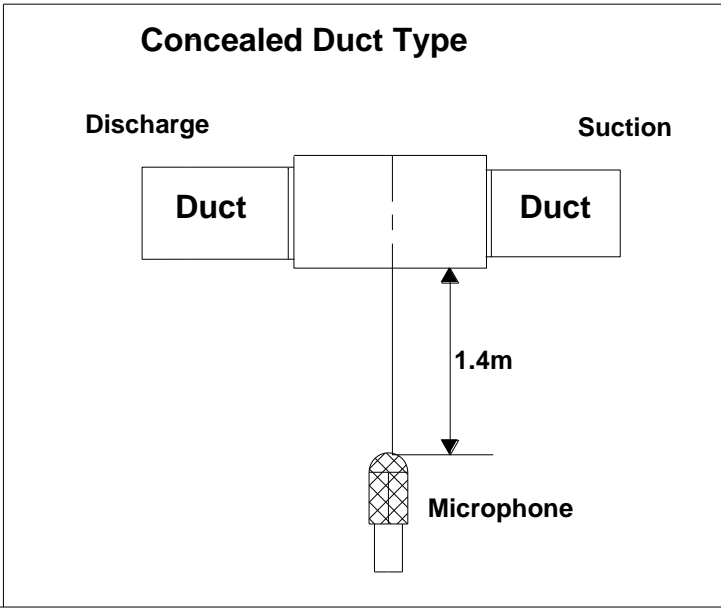 Concealed Duct Type
Discharge
Suction
Duct
Duct
1.4m
Microphone